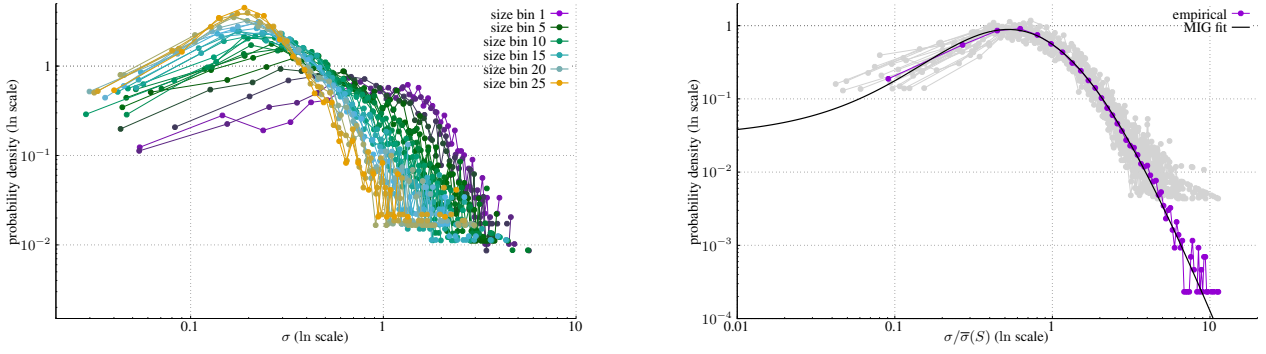 probability density (ln scale)
1
10⁻¹
10⁻²
0.1
1
10
σ (ln scale)
size bin 1
size bin 5
size bin 10
size bin 15
size bin 20
size bin 25
probability density (ln scale)
10⁰
10⁻¹
10⁻²
10⁻³
10⁻⁴
0.01
0.1
1
10
σ/σ̅(S) (ln scale)
empirical
MIG fit